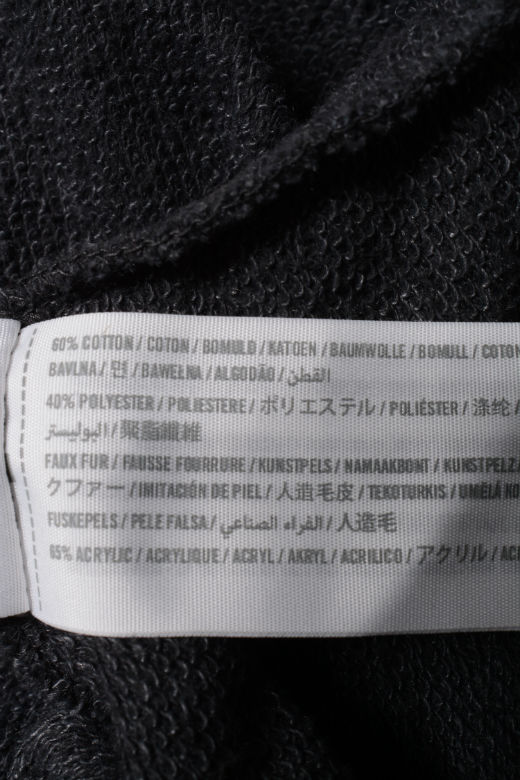 60% COTTON / COTON / BOMULD / KATOEN / BAUMWOLLE / BOMULL / COTON
BAVLNA / 면 / BAWEŁNA / ALGODÃO / القطن
40% POLYESTER / POLIESTERE / ポリエステル / POLIÉSTER / 涤纶 /
البوليستر / 聚脂纖維
FAUX FUR / FAUSSE FOURRURE / KUNSTPELS / NAMAAKBONT / KUNSTPELZ
クファー / IMITACIÓN DE PIEL / 人造毛皮 / TEKOTURKIS / UMĚLÁ KO
FUSKEPELS / PELE FALSA / الفراء الصناعي / 人造毛
65% ACRYLIC / ACRYLIQUE / ACRYL / AKRYL / ACRILICO / アクリル / ACR